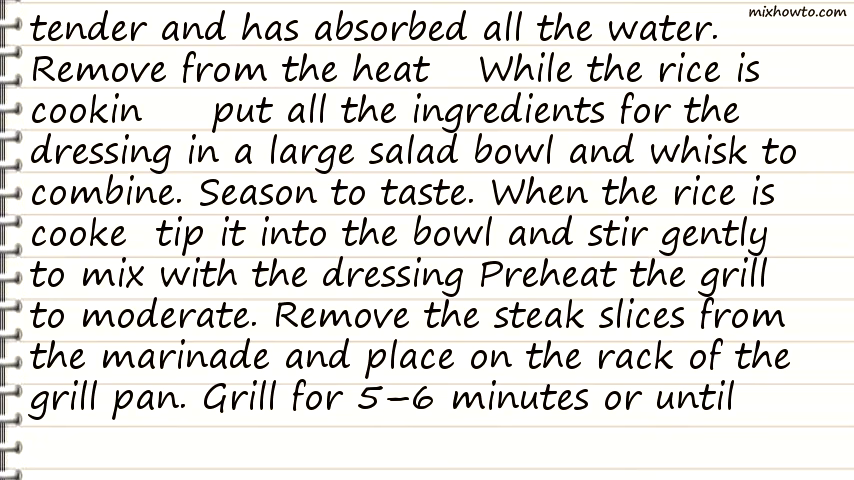 mixhowto.com
tender and has absorbed all the water.
Remove from the heat While the rice is
cookin put all the ingredients for the
dressing in a large salad bowl and whisk to
combine. Season to taste. When the rice is
cooke tip it into the bowl and stir gently
to mix with the dressing Preheat the grill
to moderate. Remove the steak slices from
the marinade and place on the rack of the
grill pan. Grill for 5–6 minutes or until